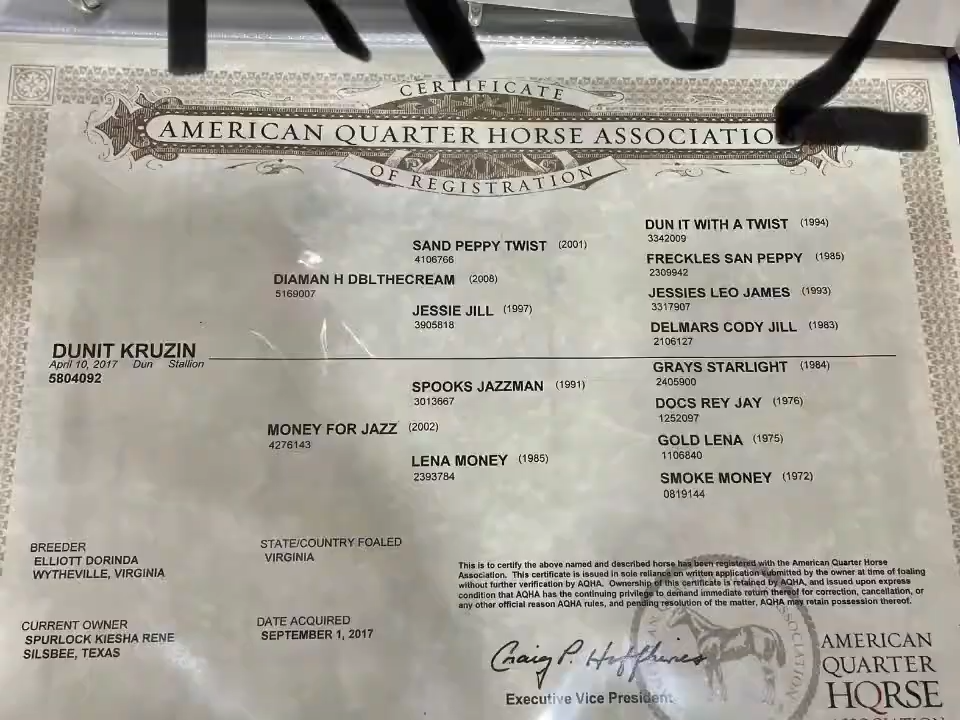 CERTIFICATE
AMERICAN QUARTER HORSE ASSOCIATIO
OF REGISTRATION
DUN IT WITH A TWIST (1994)
3342009
SAND PEPPY TWIST (2001)
4106766
FRECKLES SAN PEPPY (1985)
2309942
DIAMAN H DBLTHECREAM (2008)
5169007
JESSIES LEO JAMES (1993)
3317907
JESSIE JILL (1997)
3905818
DELMARS CODY JILL (1983)
2106127
DUNIT KRUZIN
April 10, 2017 Dun Stallion
5804092
GRAYS STARLIGHT (1984)
2405900
SPOOKS JAZZMAN (1991)
3013667
DOCS REY JAY (1976)
1252097
MONEY FOR JAZZ (2002)
4276143
GOLD LENA (1975)
1106840
LENA MONEY (1985)
2393784
SMOKE MONEY (1972)
0819144
BREEDER
ELLIOTT DORINDA
WYTHEVILLE, VIRGINIA
STATE/COUNTRY FOALED
VIRGINIA
CURRENT OWNER
SPURLOCK KIESHA RENE
SILSBEE, TEXAS
DATE ACQUIRED
SEPTEMBER 1, 2017
This is to certify the above named and described horse has been registered with the American Quarter Horse
Association. This certificate is issued in sole reliance on written application submitted by the owner at time of foaling
without further verification by AQHA. Ownership of this certificate is retained by AQHA, and issued upon express
condition that AQHA has the continuing privilege to demand immediate return thereof for correction, cancellation, or
any other official reason AQHA rules, and pending resolution of the matter, AQHA may retain possession thereof.
Craig P. Huffhines
Executive Vice President
AMERICAN
QUARTER
HORSE
ASSOCIATION